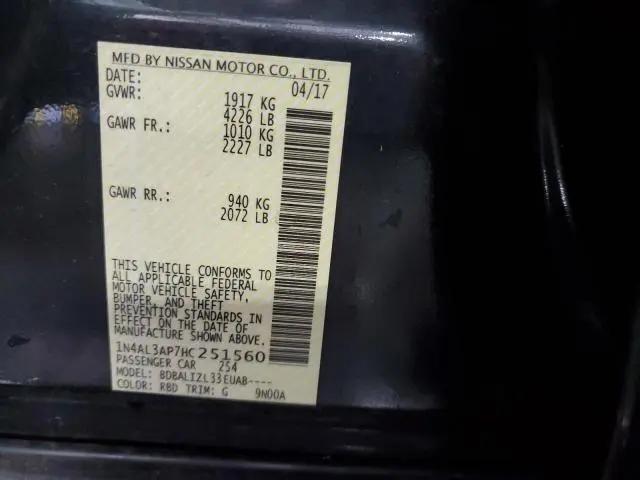 MFD BY NISSAN MOTOR CO., LTD.
DATE: 04/17
GVWR: 1917 KG
4226 LB
GAWR FR.: 1010 KG
2227 LB
GAWR RR.: 940 KG
2072 LB
THIS VEHICLE CONFORMS TO
ALL APPLICABLE FEDERAL
MOTOR VEHICLE SAFETY,
BUMPER, AND THEFT
PREVENTION STANDARDS IN
EFFECT ON THE DATE OF
MANUFACTURE SHOWN ABOVE.
1N4AL3AP7HC251560
PASSENGER CAR 254
MODEL: BDBALIZL33EUAB----
COLOR: RBD TRIM: G 9N00A